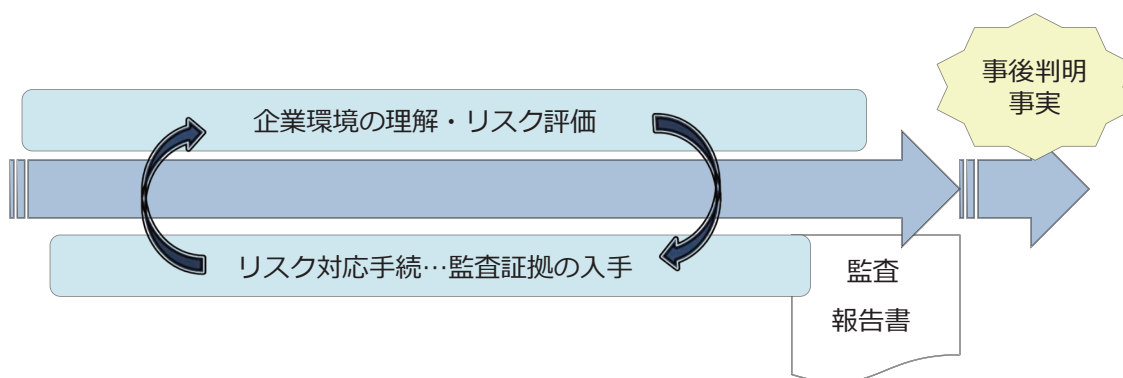 事後判明
事実
企業環境の理解・リスク評価
リスク対応手続…監査証拠の入手
監査
報告書